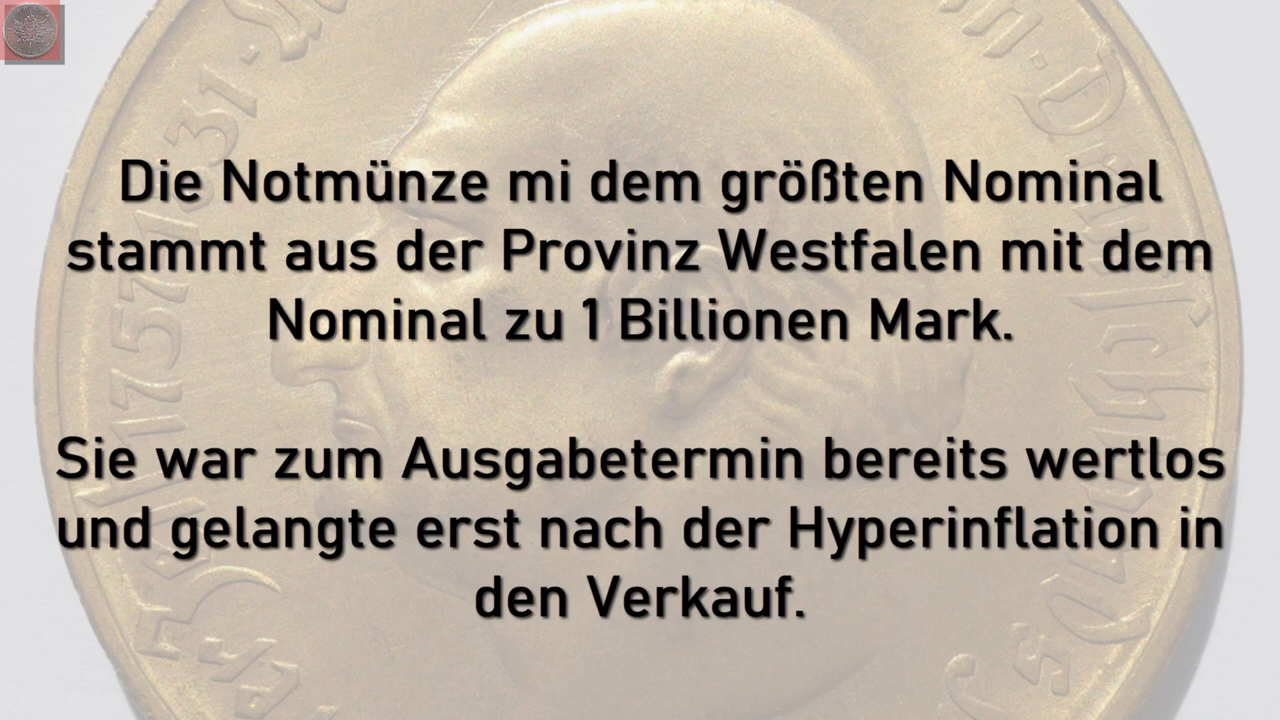 Die Notmünze mi dem größten Nominal
stammt aus der Provinz Westfalen mit dem
Nominal zu 1 Billionen Mark.
Sie war zum Ausgabetermin bereits wertlos
und gelangte erst nach der Hyperinflation in
den Verkauf.